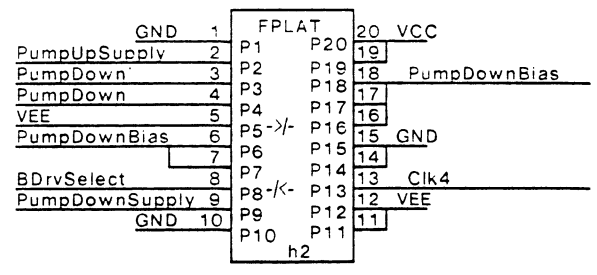 FPLAT
GND 1 P1 P20 20 VCC
PumpUpSupply 2 P2 P19 19
PumpDown 3 P3 P18 18 PumpDownBias
PumpDown 4 P4 P17 17
VEE 5 P5 ->/- P16 16
PumpDownBias 6 P6 P15 15 GND
7 P7 P14 14
BDrvSelect 8 P8 -/<- P13 13 Clk4
PumpDownSupply 9 P9 P12 12 VEE
GND 10 P10 P11 11
h2